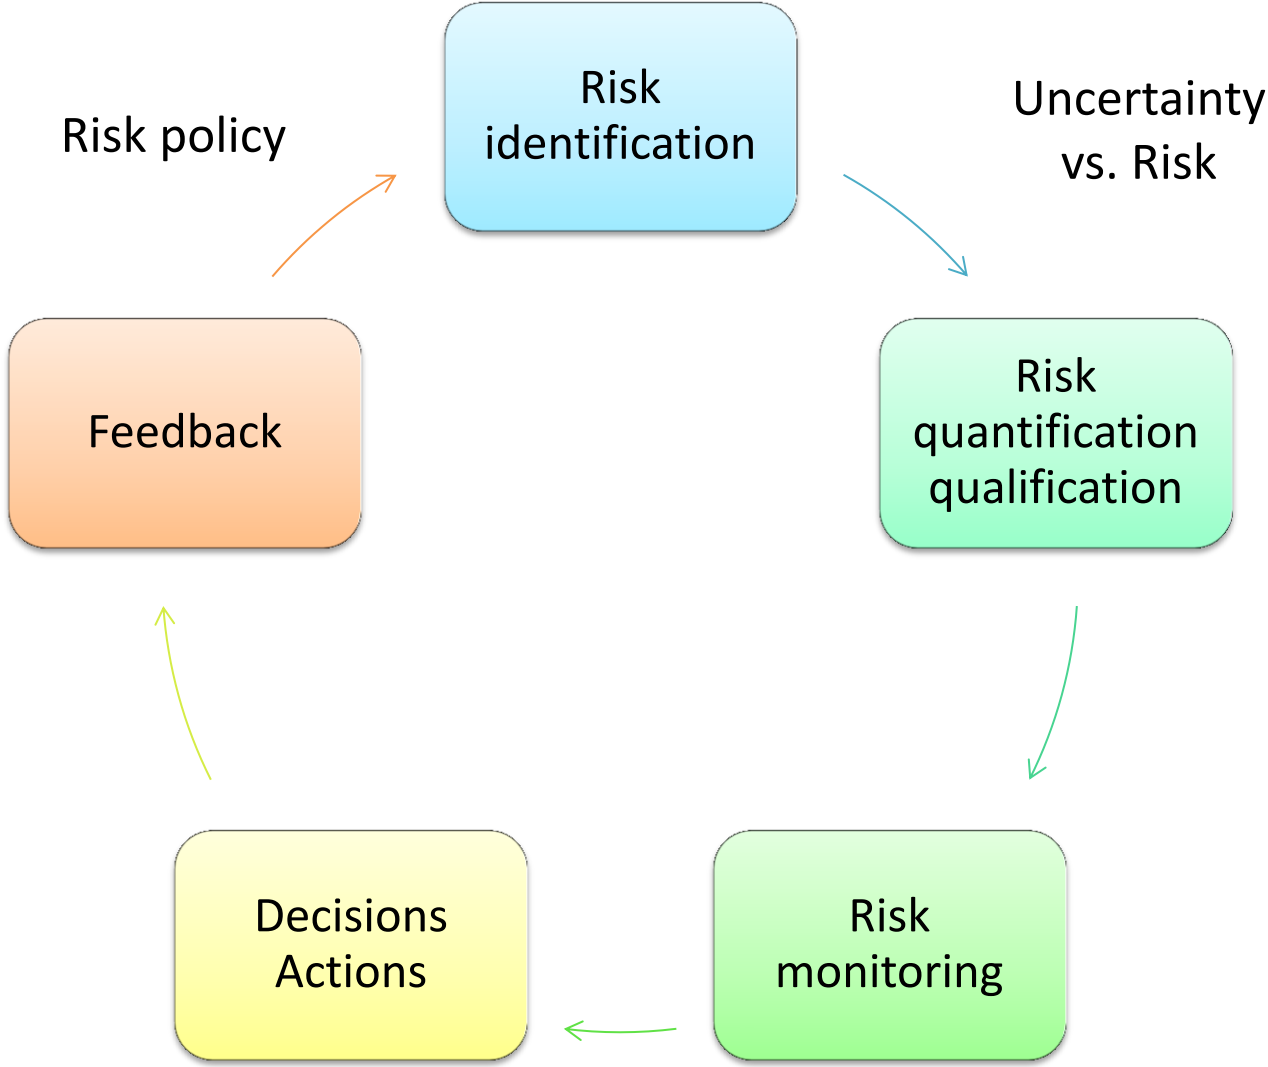 Risk
identification
Uncertainty
vs. Risk
Risk policy
Risk
quantification
qualification
Feedback
Risk
monitoring
Decisions
Actions